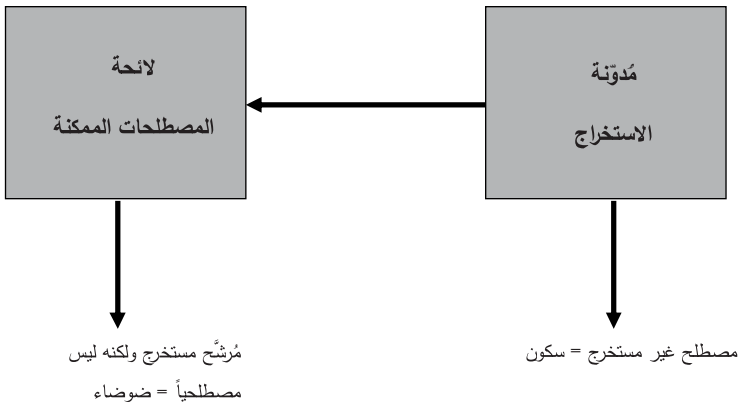 مُدوّنة
الاستخراج
لائحة
المصطلحات الممكنة
مصطلح غير مستخرج = سكون
مُرشَّح مستخرج ولكنه ليس
مصطلحياً = ضوضاء